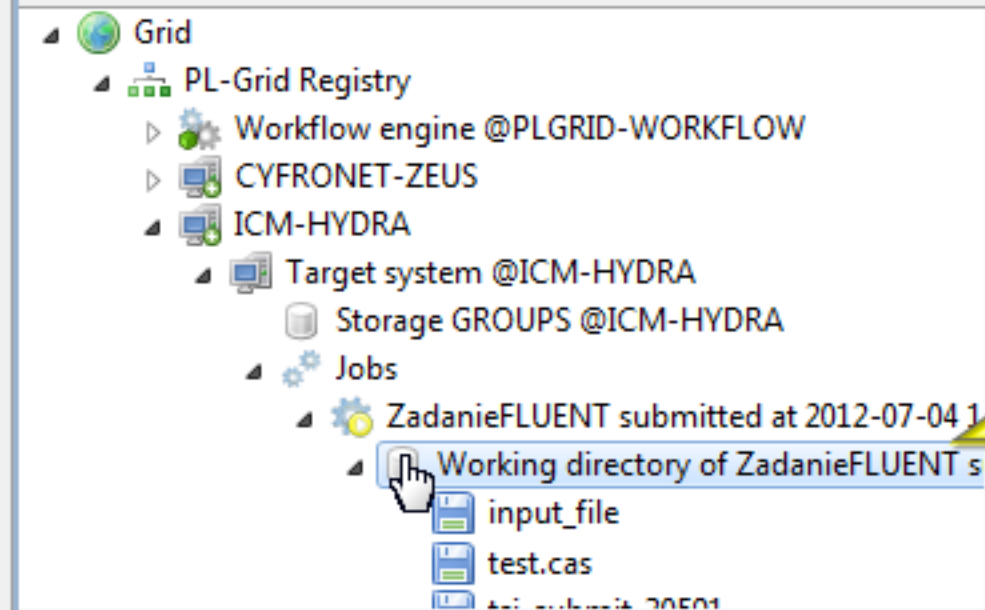 Grid
PL-Grid Registry
Workflow engine @PLGRID-WORKFLOW
CYFRONET-ZEUS
ICM-HYDRA
Target system @ICM-HYDRA
Storage GROUPS @ICM-HYDRA
Jobs
ZadanieFLUENT submitted at 2012-07-04 1
Working directory of ZadanieFLUENT s
input_file
test.cas